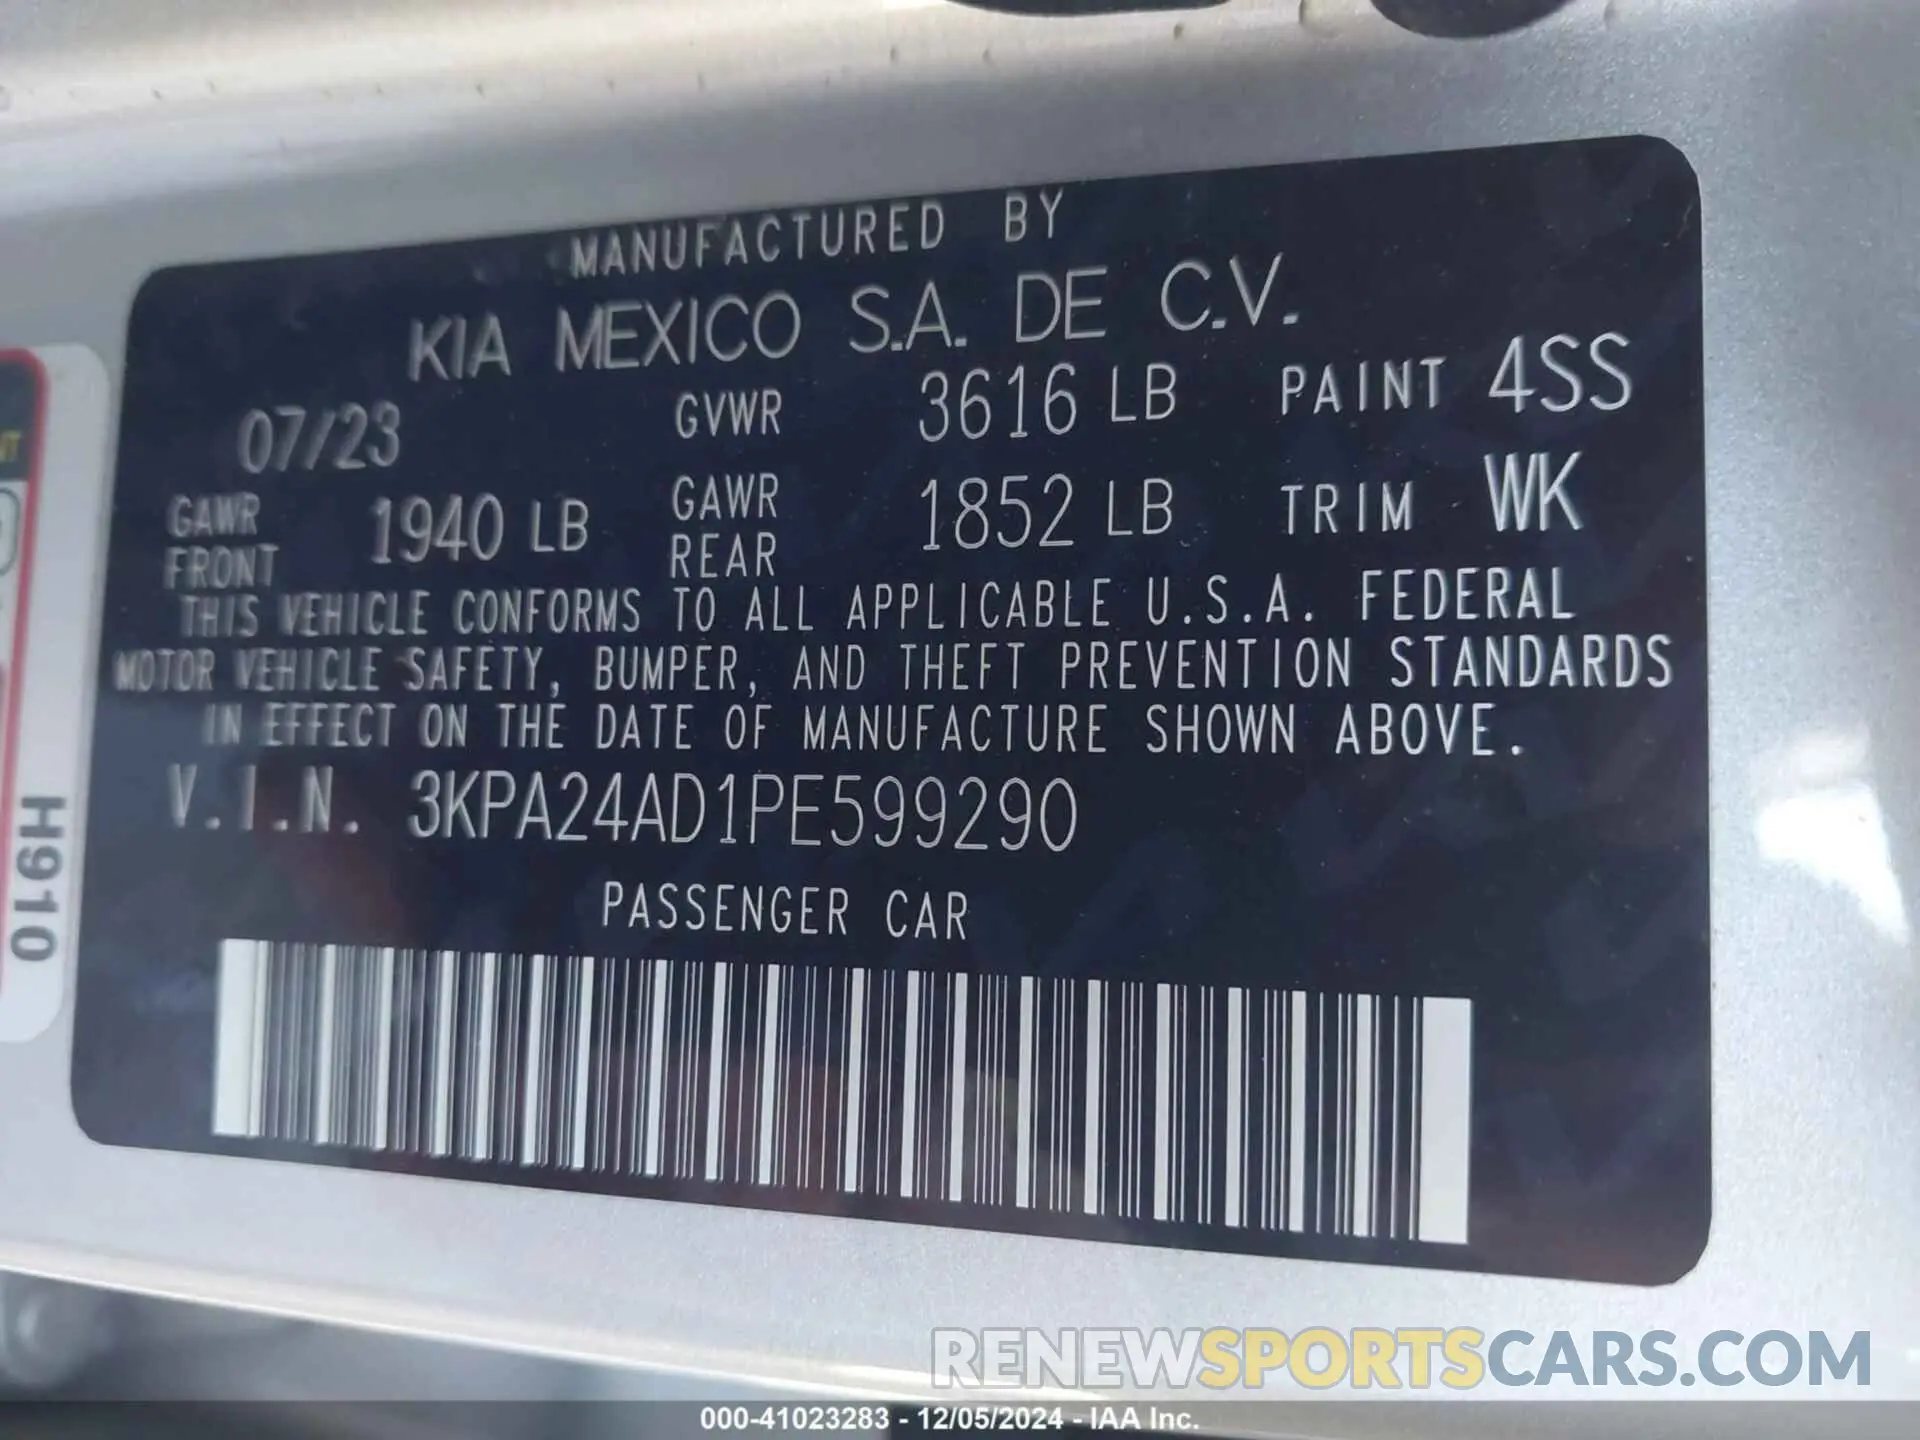 MANUFACTURED BY
KIA MEXICO S.A. DE C.V.
07/23 GVWR 3616 LB PAINT 4SS
GAWR FRONT 1940 LB GAWR REAR 1852 LB TRIM WK
THIS VEHICLE CONFORMS TO ALL APPLICABLE U.S.A. FEDERAL
MOTOR VEHICLE SAFETY, BUMPER, AND THEFT PREVENTION STANDARDS
IN EFFECT ON THE DATE OF MANUFACTURE SHOWN ABOVE.
V.I.N. 3KPA24AD1PE599290
PASSENGER CAR
H910
RENEWSPORTSCARS.COM
000-41023283 - 12/05/2024 - IAA Inc.